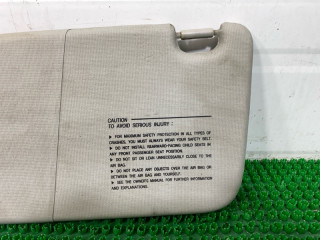 CAUTION
TO AVOID SERIOUS INJURY :
▶ FOR MAXIMUM SAFETY PROTECTION IN ALL TYPES OF
CRASHES, YOU MUST ALWAYS WEAR YOUR SAFETY BELT.
▶ DO NOT INSTALL REARWARD-FACING CHILD SEATS IN
ANY FRONT PASSENGER SEAT POSITION.
▶ DO NOT SIT OR LEAN UNNECESSARILY CLOSE TO THE
AIR BAG.
▶ DO NOT PLACE ANY OBJECTS OVER THE AIR BAG OR
BETWEEN THE AIR BAG AND YOURSELF.
▶ SEE THE OWNER'S MANUAL FOR FURTHER INFORMATION
AND EXPLANATIONS.